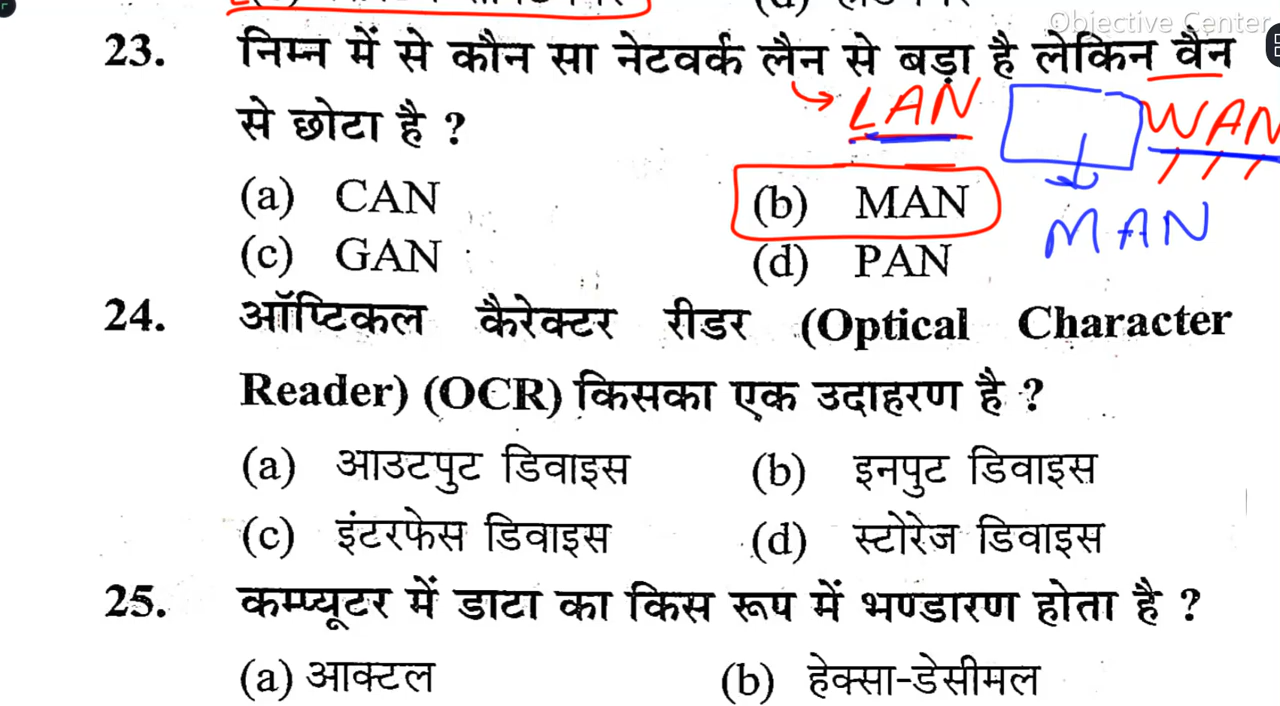 Objective Center
23. निम्न में से कौन सा नेटवर्क लैन से बड़ा है लेकिन वैन
से छोटा है ?
LAN WAN
(a) CAN (b) MAN
MAN
(c) GAN (d) PAN
24. ऑप्टिकल कैरेक्टर रीडर (Optical Character
Reader) (OCR) किसका एक उदाहरण है ?
(a) आउटपुट डिवाइस (b) इनपुट डिवाइस
(c) इंटरफेस डिवाइस (d) स्टोरेज डिवाइस
25. कम्प्यूटर में डाटा का किस रूप में भण्डारण होता है ?
(a) आक्टल (b) हेक्सा-डेसीमल